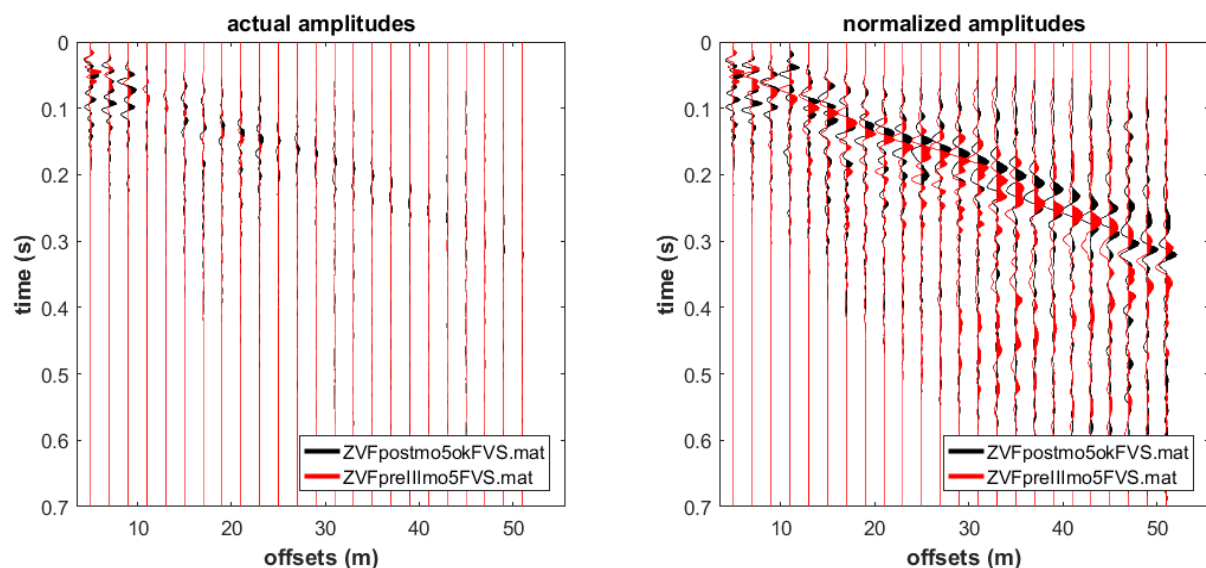 actual amplitudes
0
0.1
0.2
0.3
0.4
0.5
0.6
0.7
time (s)
10
20
30
40
50
offsets (m)
ZVFpostmo5okFVS.mat
ZVFpreIIImo5FVS.mat
normalized amplitudes
0
0.1
0.2
0.3
0.4
0.5
0.6
0.7
time (s)
10
20
30
40
50
offsets (m)
ZVFpostmo5okFVS.mat
ZVFpreIIImo5FVS.mat